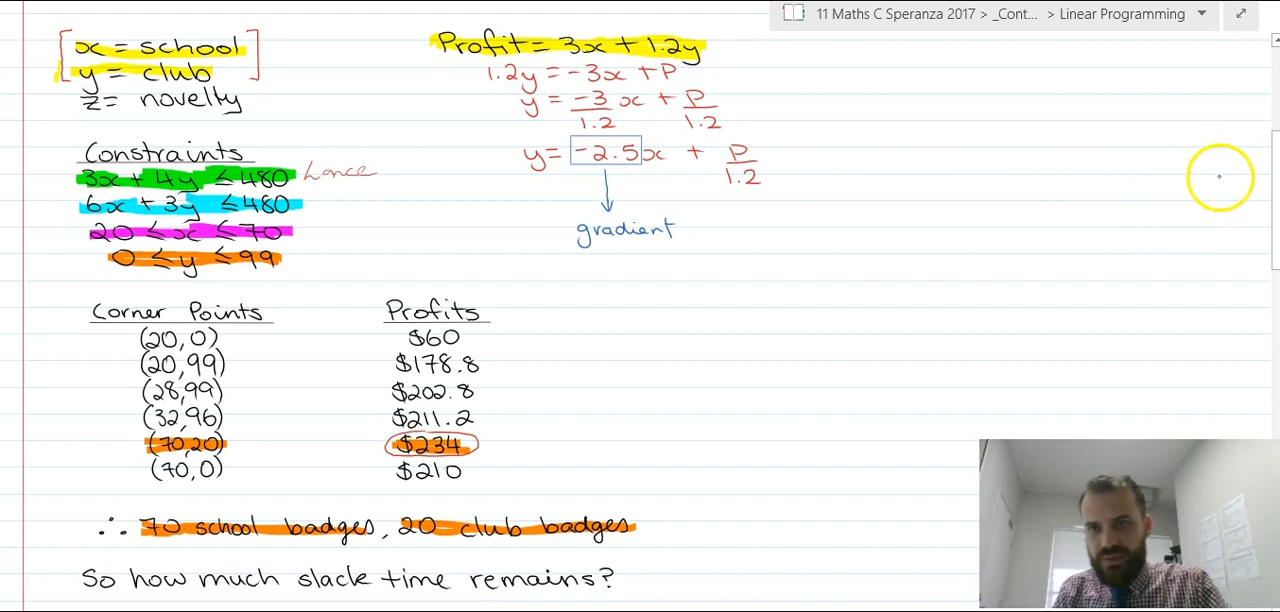 11 Maths C Speranza 2017 > _Cont... > Linear Programming
x = school
y = club
z = novelty
Profit = 3x + 1.2y
1.2y = -3x + P
y = -3/1.2 x + P/1.2
y = -2.5x + P/1.2
gradient
Constraints
3x + 4y ≤ 480
6x + 3y ≤ 480
20 ≤ x ≤ 70
0 ≤ y ≤ 99
Corner Points Profits
(20,0) $60
(20,99) $178.8
(28,99) $202.8
(32,96) $211.2
(70,20) $234
(70,0) $210
∴ 70 school badges, 20 club badges
So how much slack time remains?